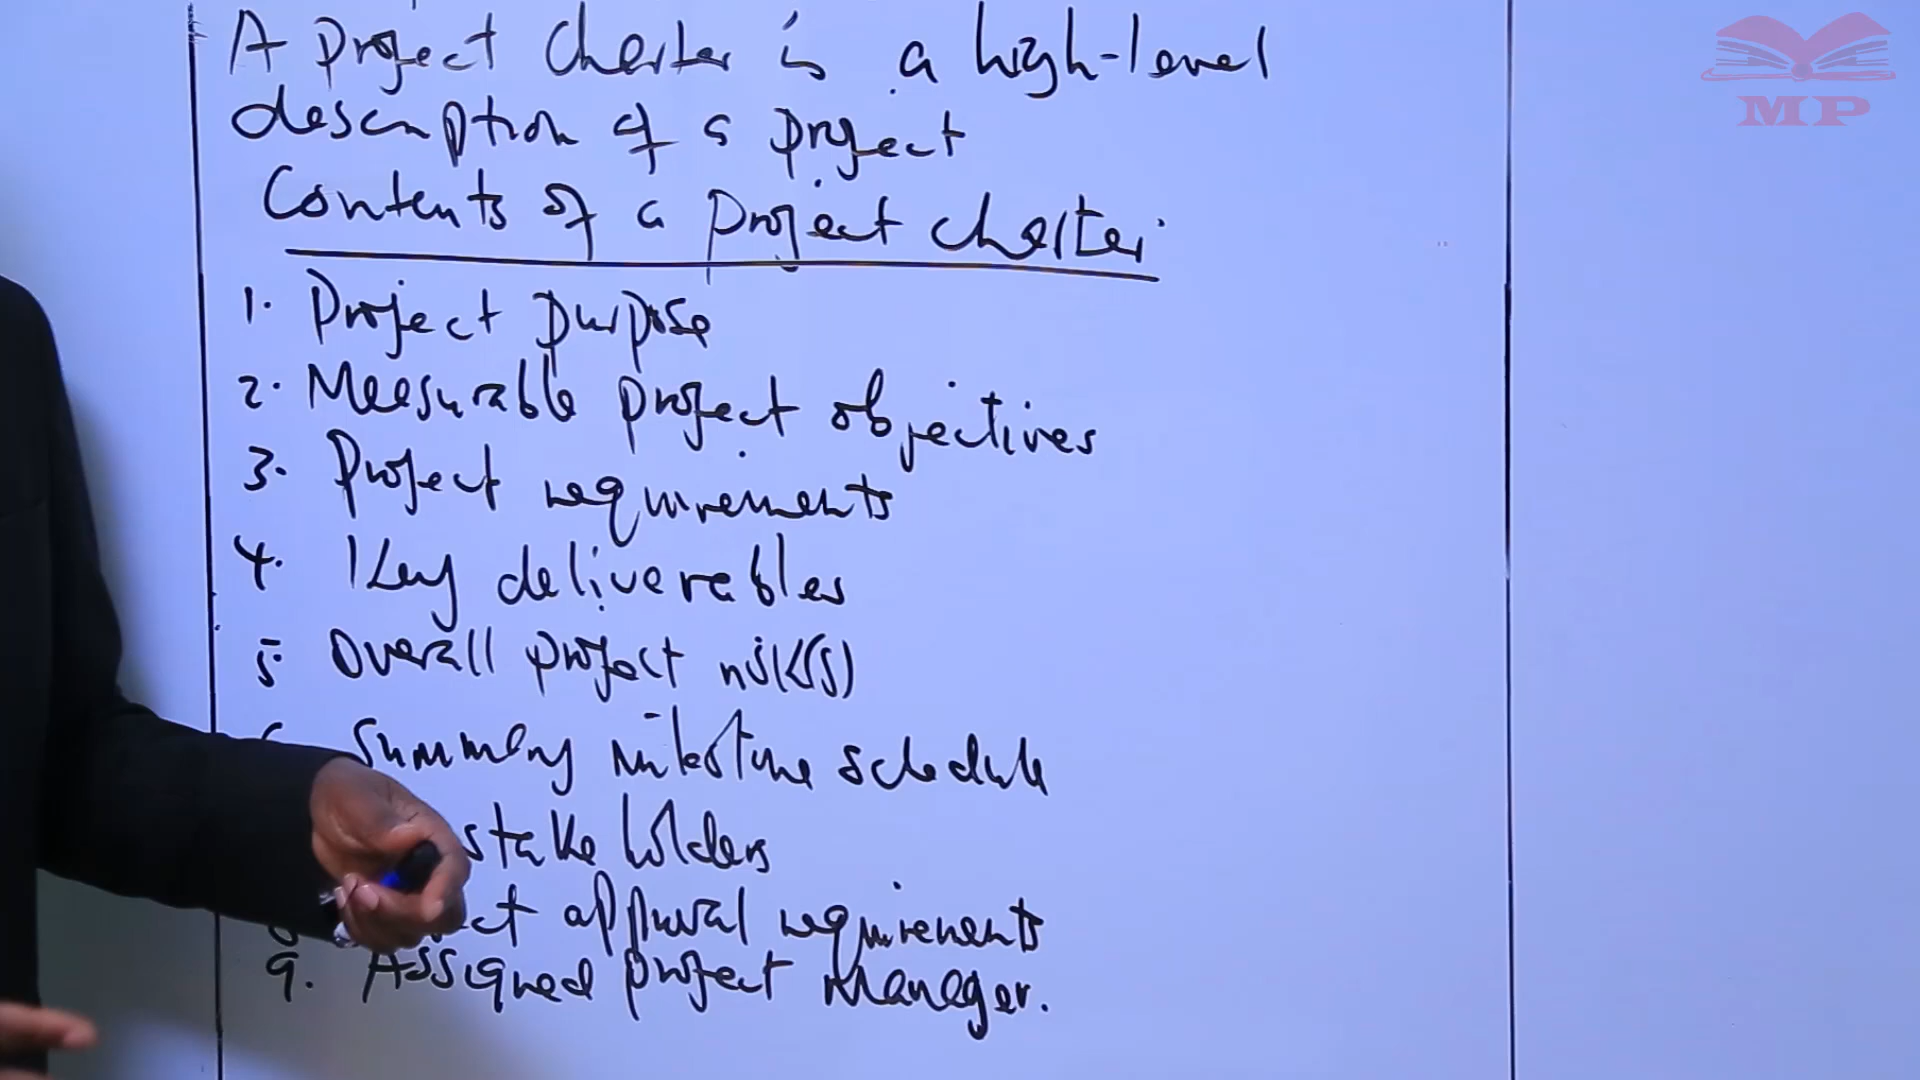 A project charter is a high-level
description of a project
Contents of a project charter
1. Project purpose
2. Measurable project objectives
3. Project requirements
4. Key deliverables
5. Overall project risk(s)
Summary milestone schedule
stakeholders
approval requirements
9. Assigned project manager.
MP